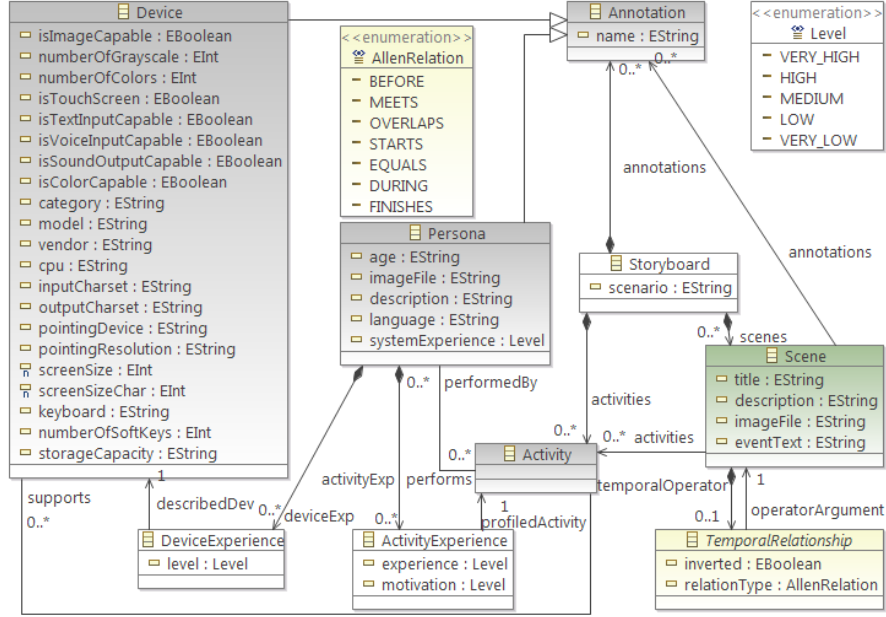 Device
isImageCapable : EBoolean
numberOfGrayscale : EInt
numberOfColors : EInt
isTouchScreen : EBoolean
isTextInputCapable : EBoolean
isVoiceInputCapable : EBoolean
isSoundOutputCapable : EBoolean
isColorCapable : EBoolean
category : EString
model : EString
vendor : EString
cpu : EString
inputCharset : EString
outputCharset : EString
pointingDevice : EString
pointingResolution : EString
screenSize : EInt
screenSizeChar : EInt
keyboard : EString
numberOfSoftKeys : EInt
storageCapacity : EString
<<enumeration>>
AllenRelation
BEFORE
MEETS
OVERLAPS
STARTS
EQUALS
DURING
FINISHES
Annotation
name : EString
0..*
0..*
<<enumeration>>
Level
VERY_HIGH
HIGH
MEDIUM
LOW
VERY_LOW
annotations
annotations
Persona
age : EString
imageFile : EString
description : EString
language : EString
systemExperience : Level
Storyboard
scenario : EString
0..*
scenes
Scene
title : EString
description : EString
imageFile : EString
eventText : EString
0..*
performedBy
activities
0..*
0..*
activities
0..*
Activity
supports
0..*
1
describedDev
0..*
deviceExp
activityExp
0..*
performs
1
profiledActivity
temporalOperator
0..1
1
operatorArgument
DeviceExperience
level : Level
ActivityExperience
experience : Level
motivation : Level
TemporalRelationship
inverted : EBoolean
relationType : AllenRelation